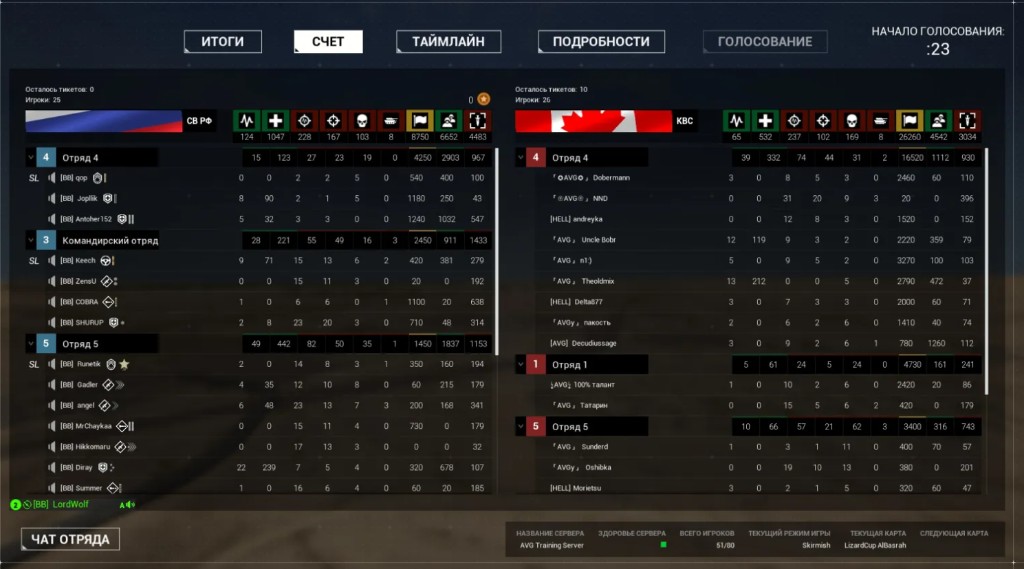 ИТОГИ СЧЕТ ТАЙМЛАЙН ПОДРОБНОСТИ ГОЛОСОВАНИЕ НАЧАЛО ГОЛОСОВАНИЯ:
:23
Осталось тикетов: 0
Игроки: 25
0
СВ РФ
124 1047 228 167 103 8 8750 6652 4483
4 Отряд 4 15 123 27 23 19 0 4250 2903 967
SL [BB] qop 0 0 2 2 5 0 540 400 100
[BB] Jopllik 8 90 2 1 5 0 1180 250 43
[BB] Antcher152 5 32 3 3 0 0 1240 1032 547
3 Командирский отряд 28 221 55 49 16 3 2450 911 1433
SL [BB] Keech 9 71 15 13 6 2 420 381 279
[BB] ZensU 0 0 15 11 3 0 20 0 192
[BB] COBRA 1 0 6 6 0 1 1100 20 638
[BB] SHURUP 2 8 23 20 3 0 710 48 314
5 Отряд 5 49 442 82 50 35 1 1450 1837 1153
SL [BB] Runetik 2 0 14 8 3 1 350 160 194
[BB] Gadler 4 35 12 10 8 0 60 215 179
[BB] angel 6 48 23 13 7 3 200 168 341
[BB] MrChaykaa 0 0 15 11 4 0 730 0 179
[BB] Hikkomaru 0 0 13 17 3 0 0 0 32
[BB] Diray 22 239 7 5 4 0 320 678 107
[BB] Summer 1 0 16 6 4 0 60 20 185
2 [BB] LordWolf A
ЧАТ ОТРЯДА
Осталось тикетов: 10
Игроки: 26
КВС
65 532 237 102 169 8 26260 4542 3034
4 Отряд 4 39 332 74 44 31 2 16520 1112 930
「✪AVG✪」 Dobermann 3 0 8 5 3 0 2460 60 110
NND 0 0 31 20 9 3 20 0 396
[HELL] andreyka 0 0 12 8 3 0 1520 0 152
「AVG」 Uncle Bobr 12 119 9 3 2 0 2220 359 79
「AVG」 n1:) 5 0 9 5 2 0 3270 100 103
「AVG」 Theoldmix 13 212 0 0 5 0 2790 472 37
[HELL] Delta877 3 0 7 3 3 0 2000 60 71
「AVGy」 пакость 2 0 6 2 6 0 1410 40 74
[AVG] Decudiussage 3 0 9 2 6 1 780 1260 112
1 Отряд 1 5 61 24 5 24 0 4730 161 241
100% талант 1 0 10 2 6 0 2420 20 86
「AVG」 Татарин 0 0 15 5 6 2 420 0 179
5 Отряд 5 10 66 57 21 62 3 3400 316 743
「AVG」 Sunderd 1 0 3 1 11 0 400 70 57
「AVGy」 Oshibka 0 0 19 10 13 0 380 0 201
[HELL] Morietsu 3 0 2 1 5 0 320 60 47
НАЗВАНИЕ СЕРВЕРА ЗДОРОВЬЕ СЕРВЕРА ВСЕГО ИГРОКОВ ТЕКУЩИЙ РЕЖИМ ИГРЫ ТЕКУЩАЯ КАРТА СЛЕДУЮЩАЯ КАРТА
AVG Training Server 51/00 Skirmish LizardCup AlBasrah